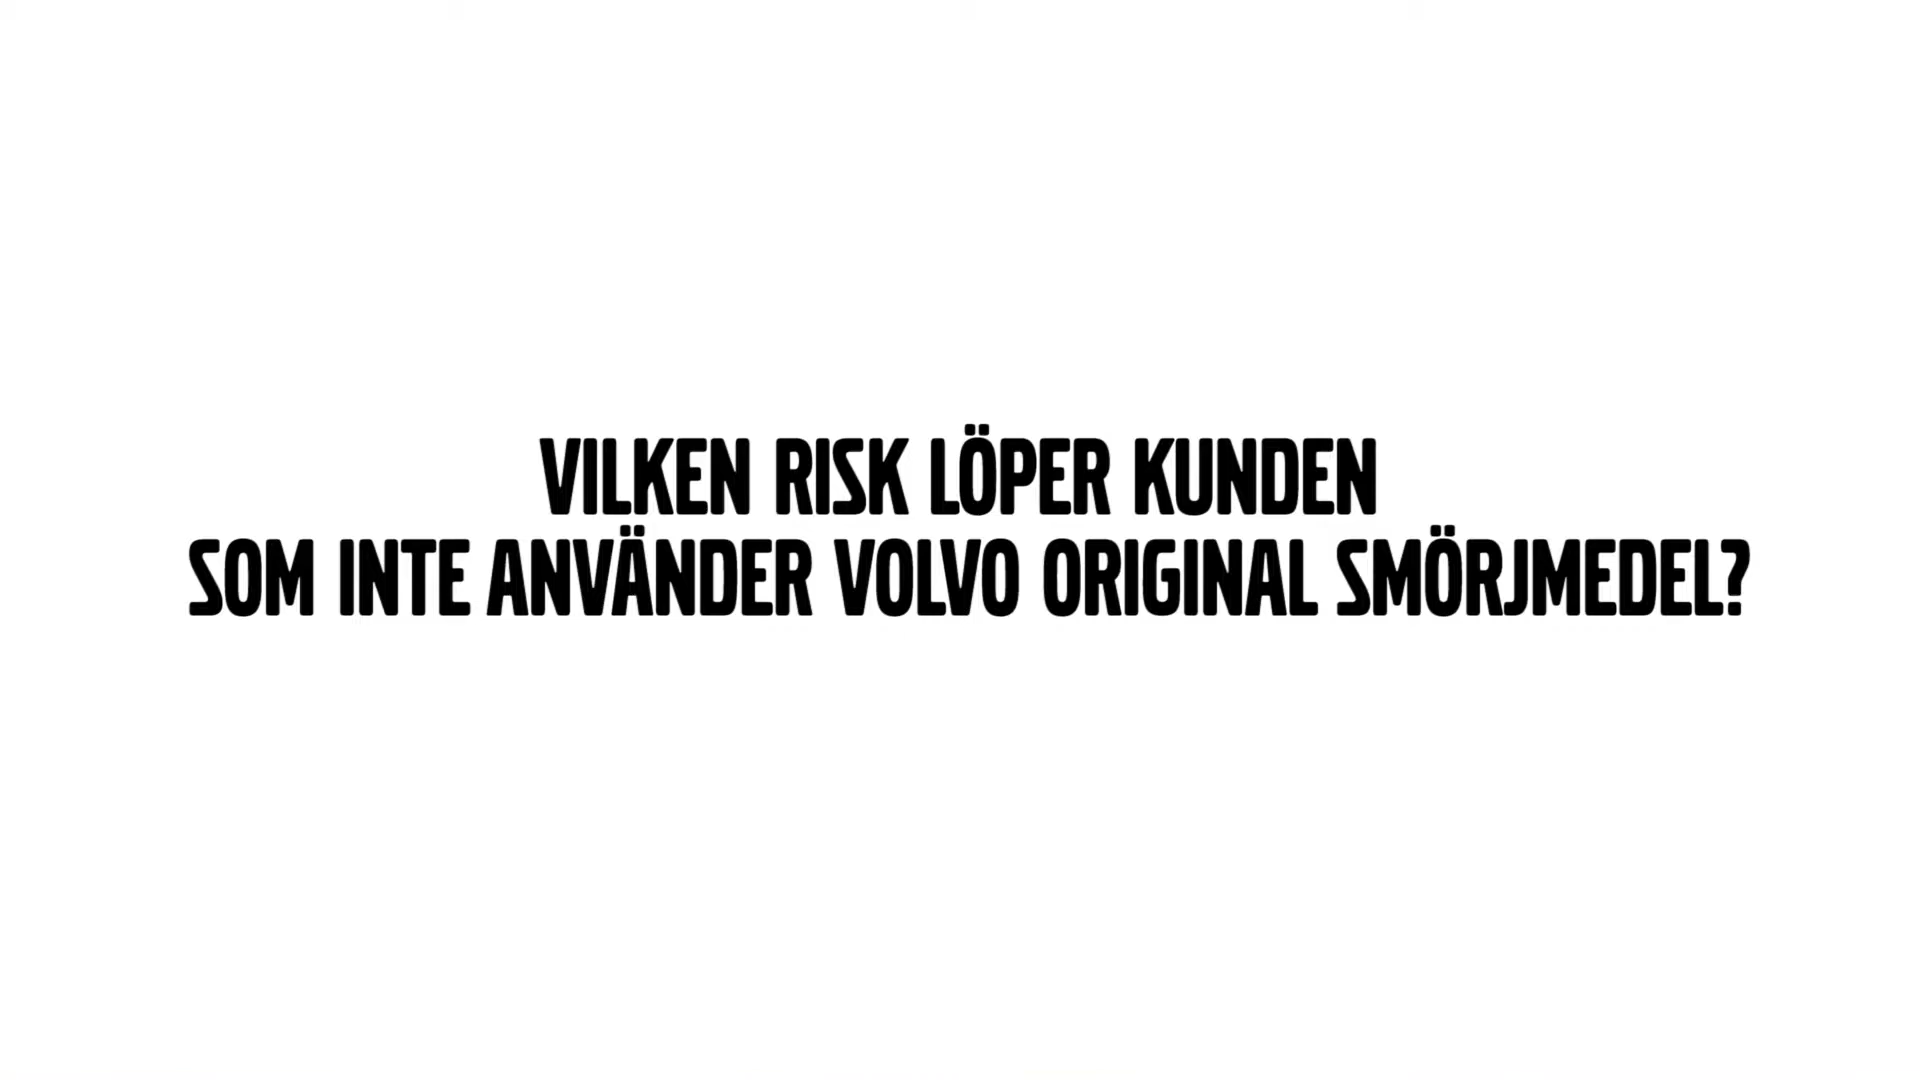 VILKEN RISK LÖPER KUNDEN
SOM INTE ANVÄNDER VOLVO ORIGINAL SMÖRJMEDEL?